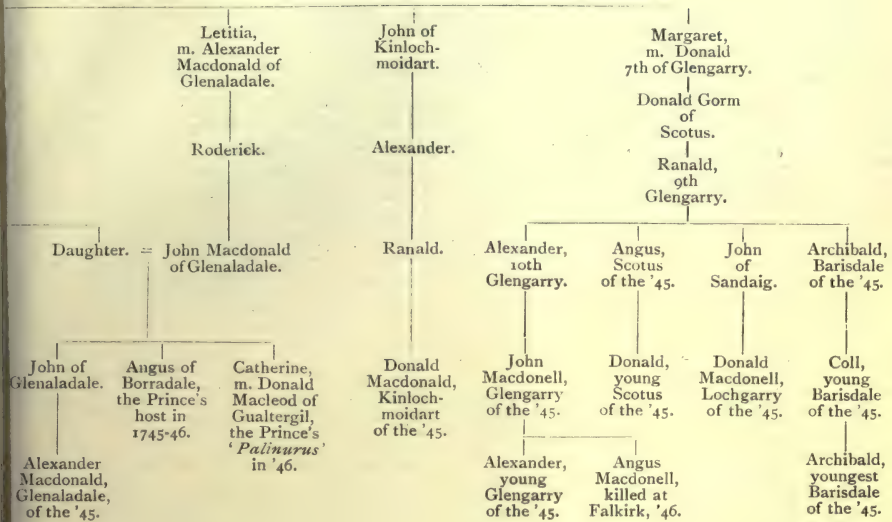 Letitia,
m. Alexander
Macdonald of
Glenaladale.
John of
Kinloch-
moidart.
Margaret,
m. Donald
7th of Glengarry.
Donald Gorm
of
Scotus.
Roderick.
Alexander.
Ranald,
9th
Glengarry.
Daughter. = John Macdonald
of Glenaladale.
Ranald.
Alexander,
10th
Glengarry.
Angus,
Scotus
of the '45.
John
of
Sandaig.
Archibald,
Barisdale
of the '45.
John of
Glenaladale.
Angus of
Borradale,
the Prince's
host in
1745-46.
Catherine,
m. Donald
Macleod of
Gualtergil,
the Prince's
'Palinurus'
in '46.
Donald
Macdonald,
Kinloch-
moidart
of the '45.
John
Macdonell,
Glengarry
of the '45.
Donald,
young
Scotus
of the '45.
Donald
Macdonell,
Lochgarry
of the '45.
Coll,
young
Barisdale
of the '45.
Alexander
Macdonald,
Glenaladale,
of the '45.
Alexander,
young
Glengarry
of the '45.
Angus
Macdonell,
killed at
Falkirk, '46.
Archibald,
youngest
Barisdale
of the '45.